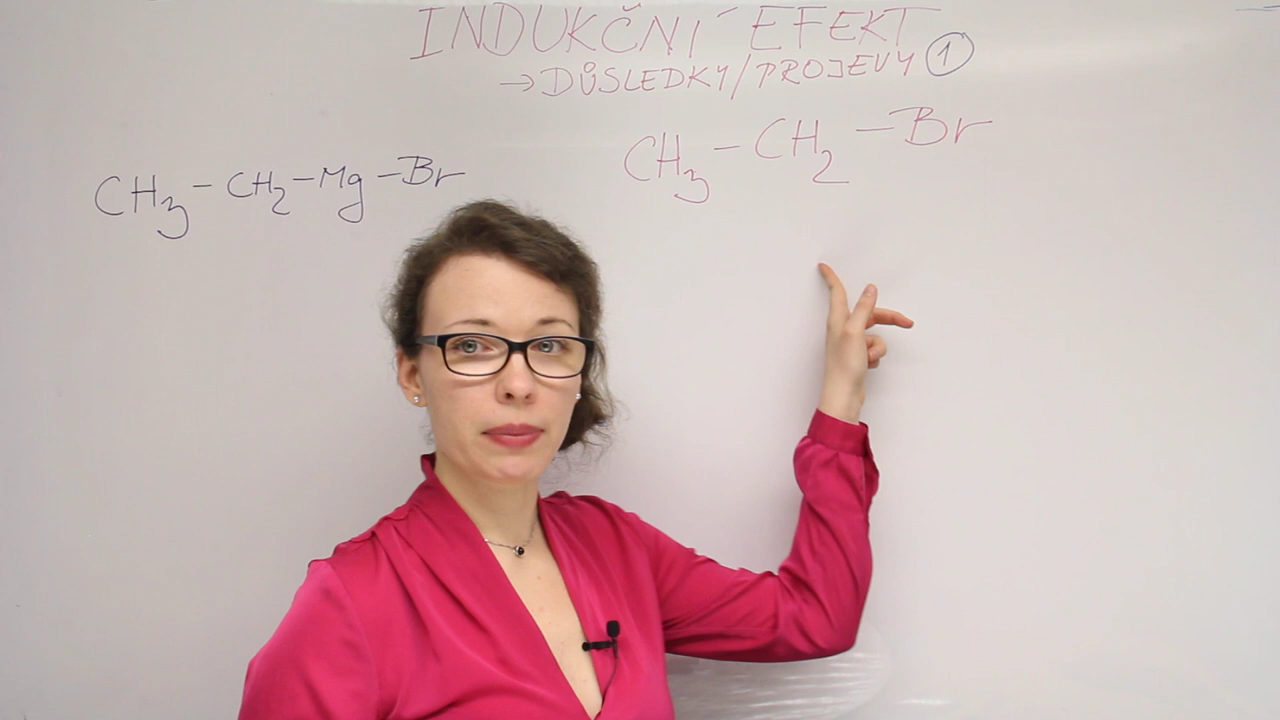 INDUKČNÍ EFEKT
→ DŮSLEDKY/PROJEVY 1
CH3 - CH2 - Br
CH3 - CH2 - Mg - Br